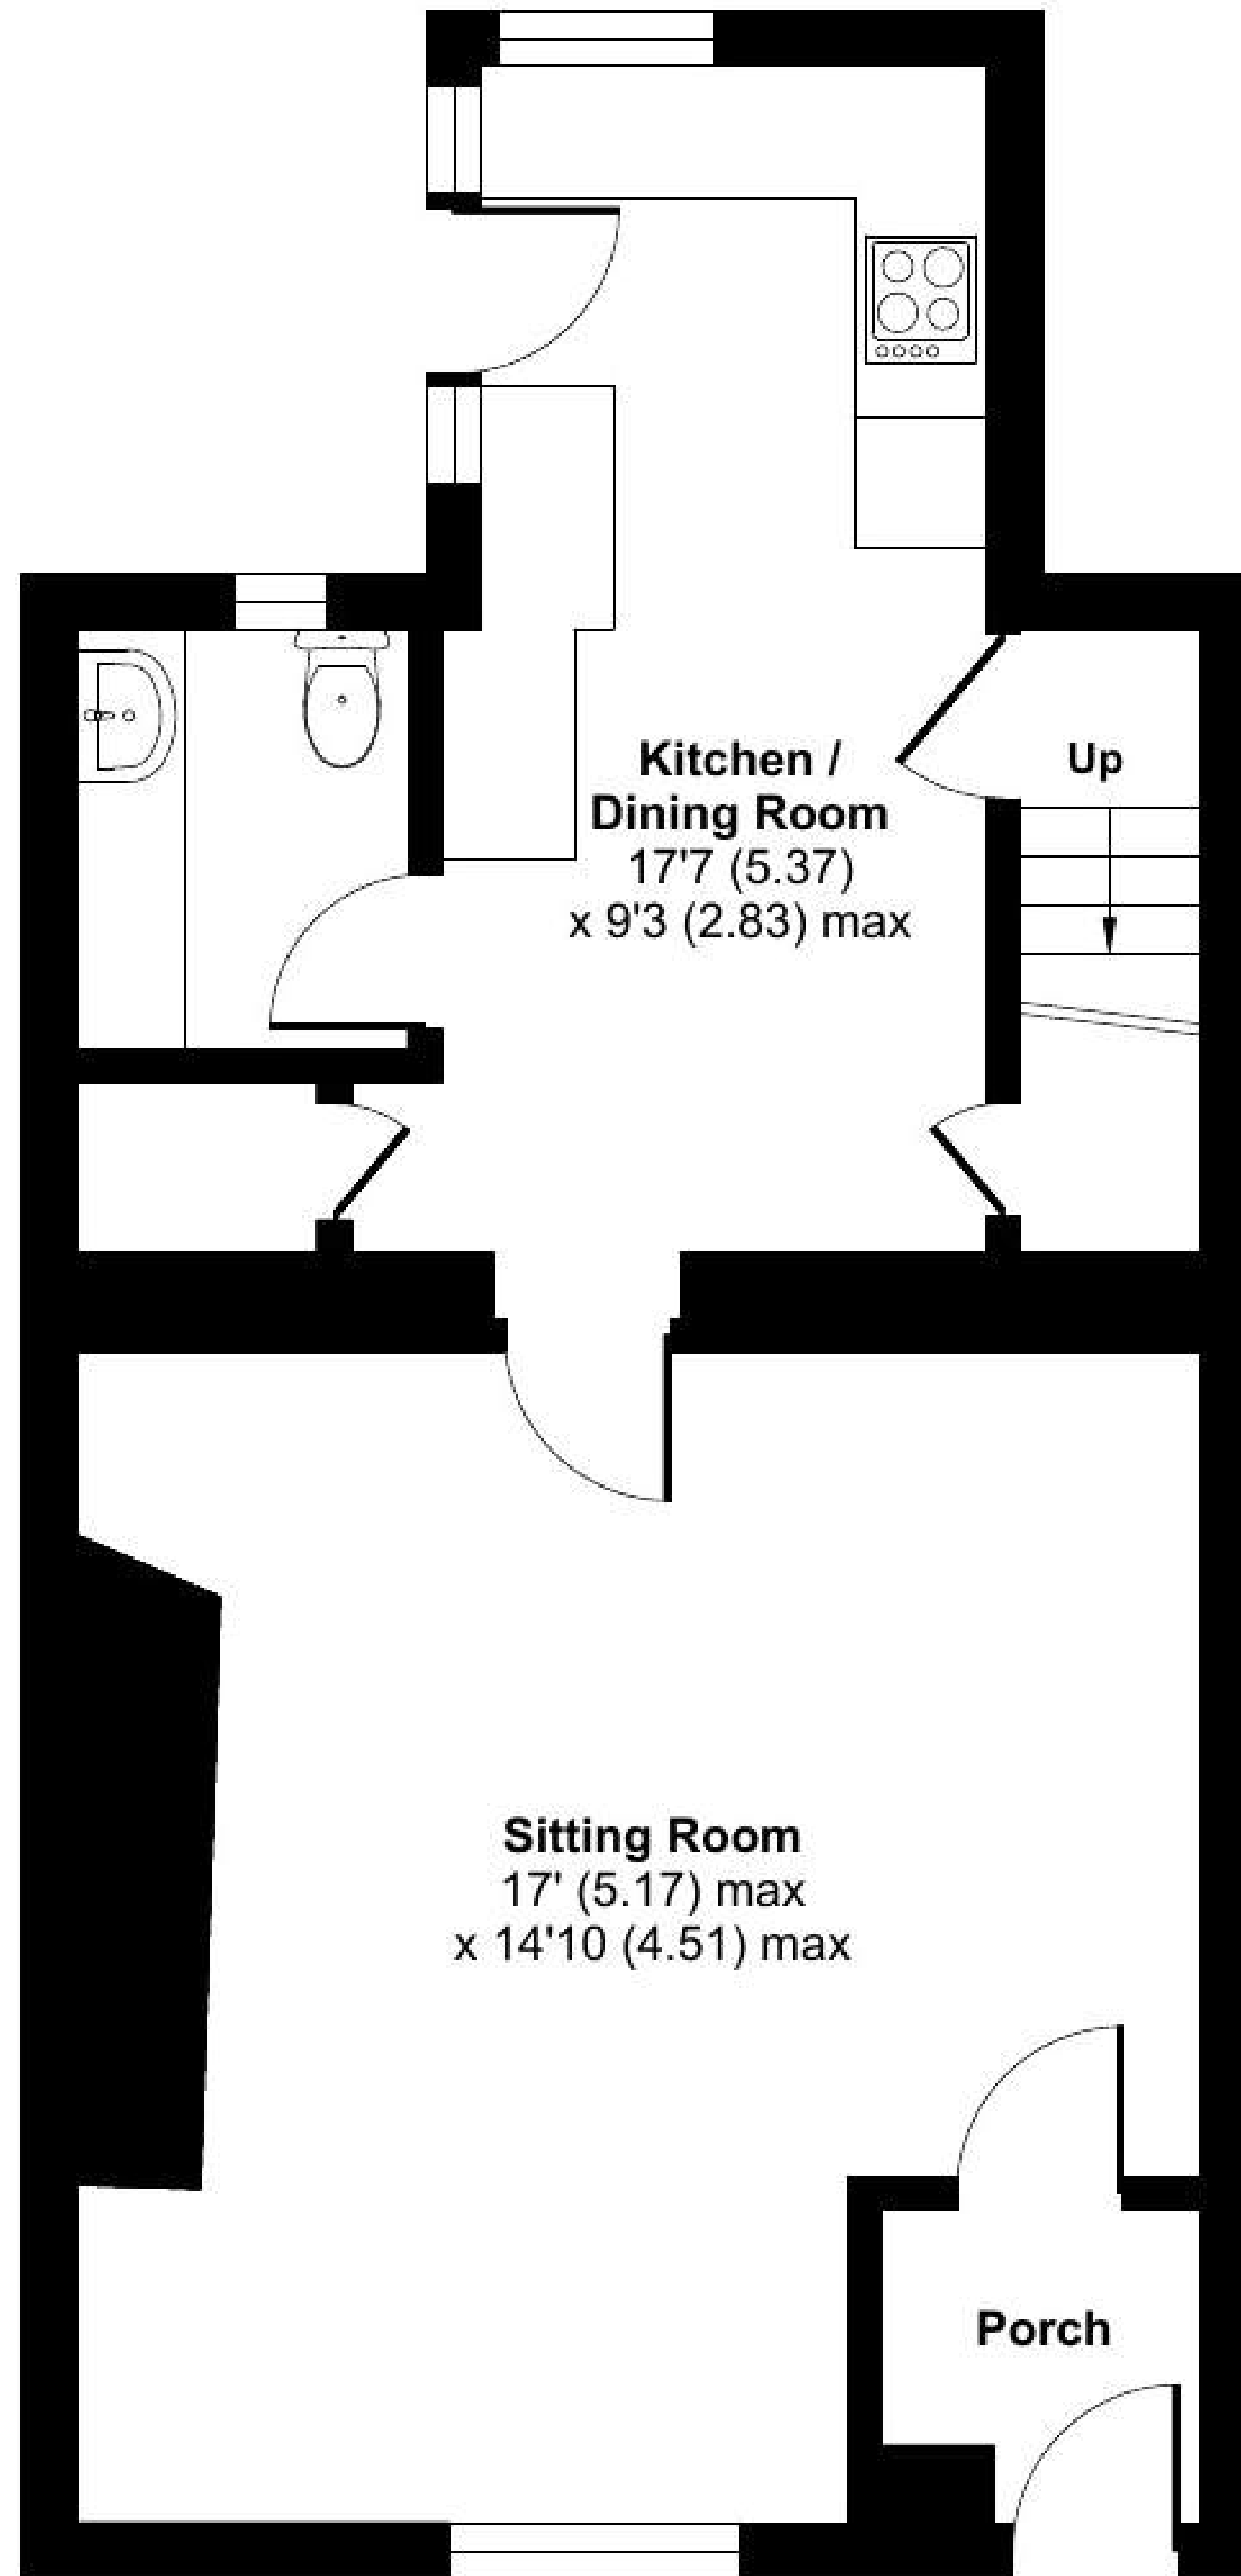 Kitchen /
Dining Room
17'7 (5.37)
x 9'3 (2.83) max
Up
Sitting Room
17' (5.17) max
x 14'10 (4.51) max
Porch